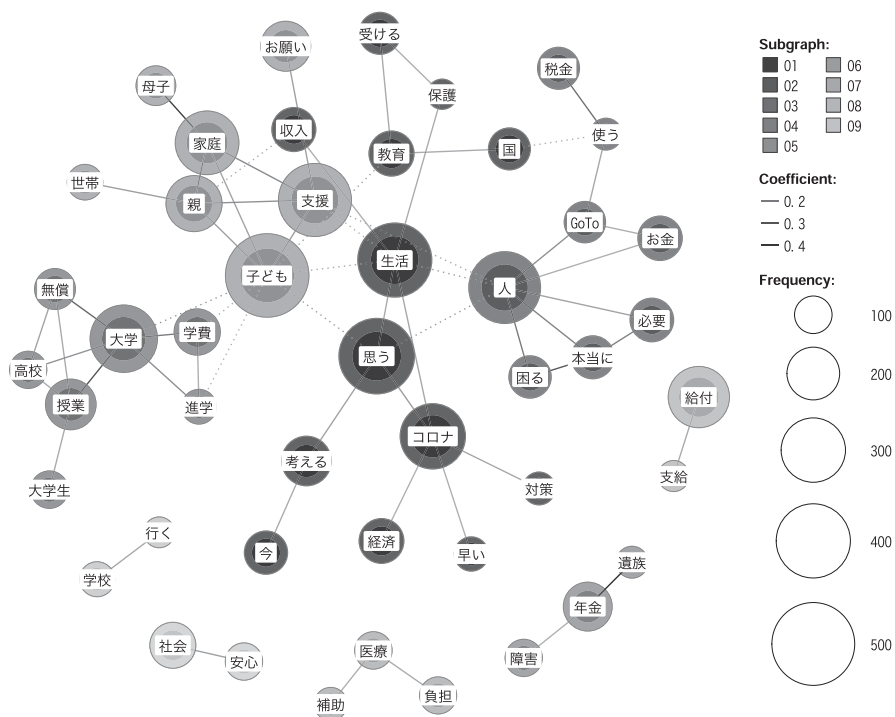 お願い
受ける
税金
母子
保護
収入
使う
家庭
教育
国
世帯
親
支援
GoTo
お金
生活
子ども
人
無償
必要
大学
学費
思う
本当に
高校
困る
授業
進学
給付
コロナ
考える
支給
大学生
対策
行く
今
経済
早い
遺族
学校
年金
社会
安心
医療
障害
補助
負担
Subgraph:
01 06
02 07
03 08
04 09
05
Coefficient:
0.2
0.3
0.4
Frequency:
100
200
300
400
500